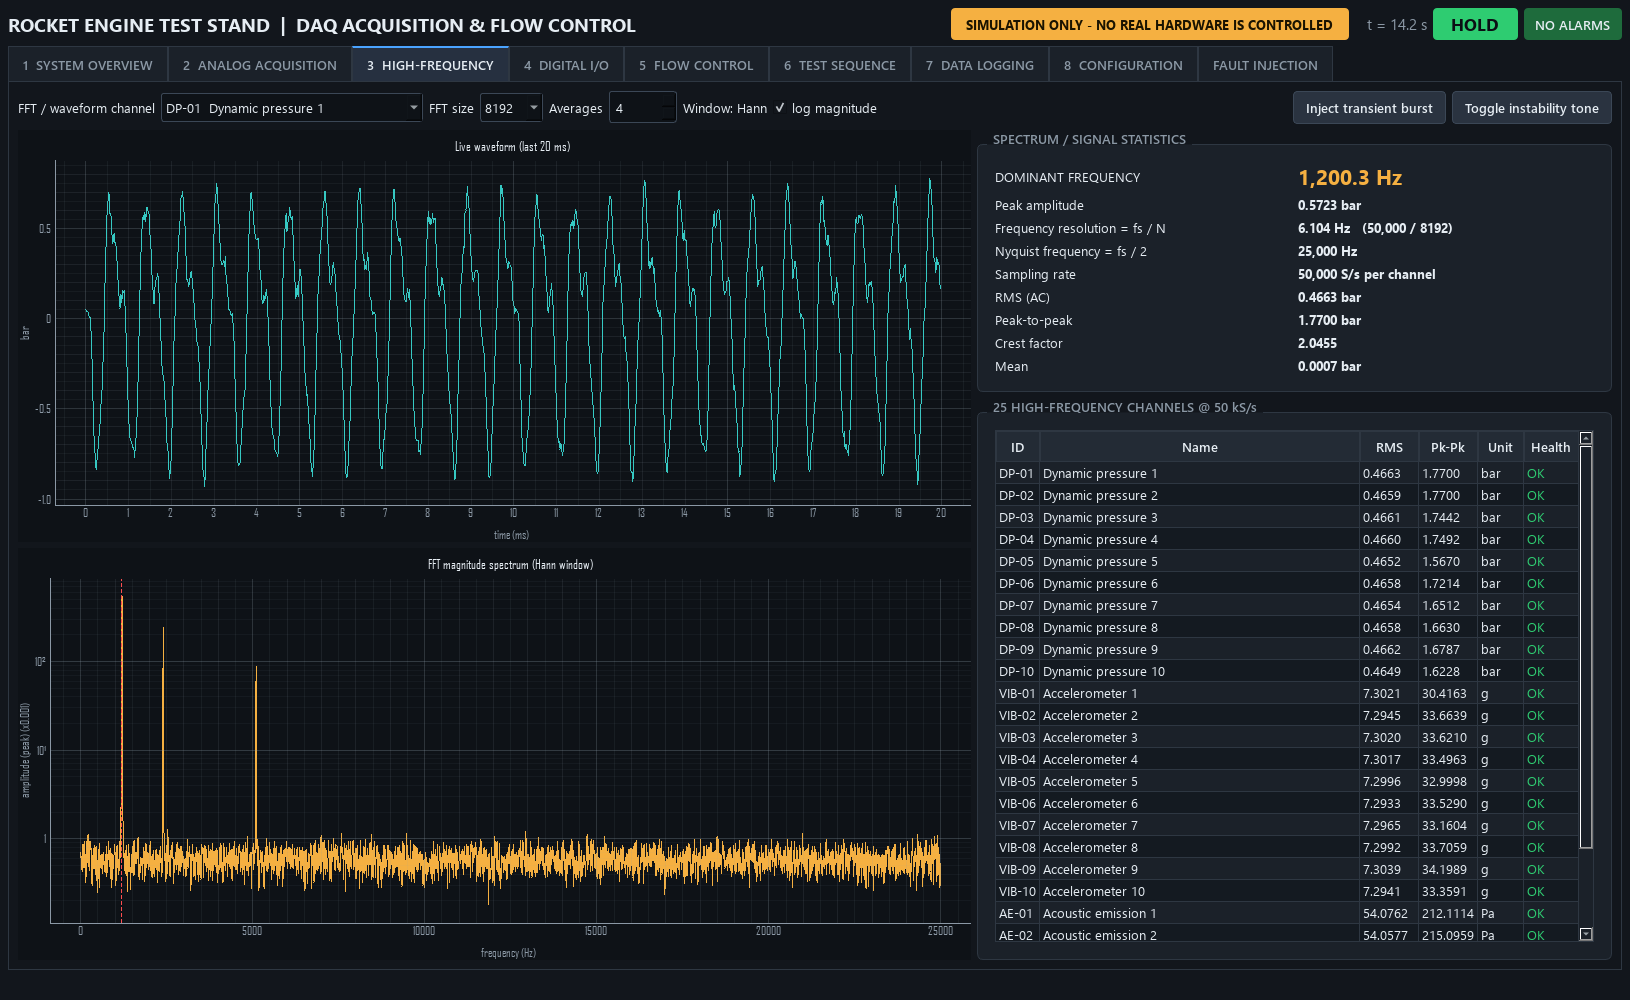 ROCKET ENGINE TEST STAND | DAQ ACQUISITION & FLOW CONTROL
SIMULATION ONLY - NO REAL HARDWARE IS CONTROLLED
t = 14.2 s
HOLD
NO ALARMS
1 SYSTEM OVERVIEW
2 ANALOG ACQUISITION
3 HIGH-FREQUENCY
4 DIGITAL I/O
5 FLOW CONTROL
6 TEST SEQUENCE
7 DATA LOGGING
8 CONFIGURATION
FAULT INJECTION
FFT / waveform channel
DP-01 Dynamic pressure 1
FFT size
8192
Averages
4
Window: Hann
✓ log magnitude
Inject transient burst
Toggle instability tone
Live waveform (last 20 ms)
bar
0.5
0
-0.5
-1.0
0 1 2 3 4 5 6 7 8 9 10 11 12 13 14 15 16 17 18 19 20
time (ms)
FFT magnitude spectrum (Hann window)
amplitude (peak) (x0.001)
10²
10¹
1
0 5000 10000 15000 20000 25000
frequency (Hz)
SPECTRUM / SIGNAL STATISTICS
DOMINANT FREQUENCY 1,200.3 Hz
Peak amplitude 0.5723 bar
Frequency resolution = fs / N 6.104 Hz (50,000 / 8192)
Nyquist frequency = fs / 2 25,000 Hz
Sampling rate 50,000 S/s per channel
RMS (AC) 0.4663 bar
Peak-to-peak 1.7700 bar
Crest factor 2.0455
Mean 0.0007 bar
25 HIGH-FREQUENCY CHANNELS @ 50 kS/s
ID Name RMS Pk-Pk Unit Health
DP-01 Dynamic pressure 1 0.4663 1.7700 bar OK
DP-02 Dynamic pressure 2 0.4659 1.7700 bar OK
DP-03 Dynamic pressure 3 0.4661 1.7442 bar OK
DP-04 Dynamic pressure 4 0.4660 1.7492 bar OK
DP-05 Dynamic pressure 5 0.4652 1.5670 bar OK
DP-06 Dynamic pressure 6 0.4658 1.7214 bar OK
DP-07 Dynamic pressure 7 0.4654 1.6512 bar OK
DP-08 Dynamic pressure 8 0.4658 1.6630 bar OK
DP-09 Dynamic pressure 9 0.4662 1.6787 bar OK
DP-10 Dynamic pressure 10 0.4649 1.6228 bar OK
VIB-01 Accelerometer 1 7.3021 30.4163 g OK
VIB-02 Accelerometer 2 7.2945 33.6639 g OK
VIB-03 Accelerometer 3 7.3020 33.6210 g OK
VIB-04 Accelerometer 4 7.3017 33.4963 g OK
VIB-05 Accelerometer 5 7.2996 32.9998 g OK
VIB-06 Accelerometer 6 7.2933 33.5290 g OK
VIB-07 Accelerometer 7 7.2965 33.1604 g OK
VIB-08 Accelerometer 8 7.2992 33.7059 g OK
VIB-09 Accelerometer 9 7.3039 34.1989 g OK
VIB-10 Accelerometer 10 7.2941 33.3591 g OK
AE-01 Acoustic emission 1 54.0762 212.1114 Pa OK
AE-02 Acoustic emission 2 54.0577 215.0959 Pa OK